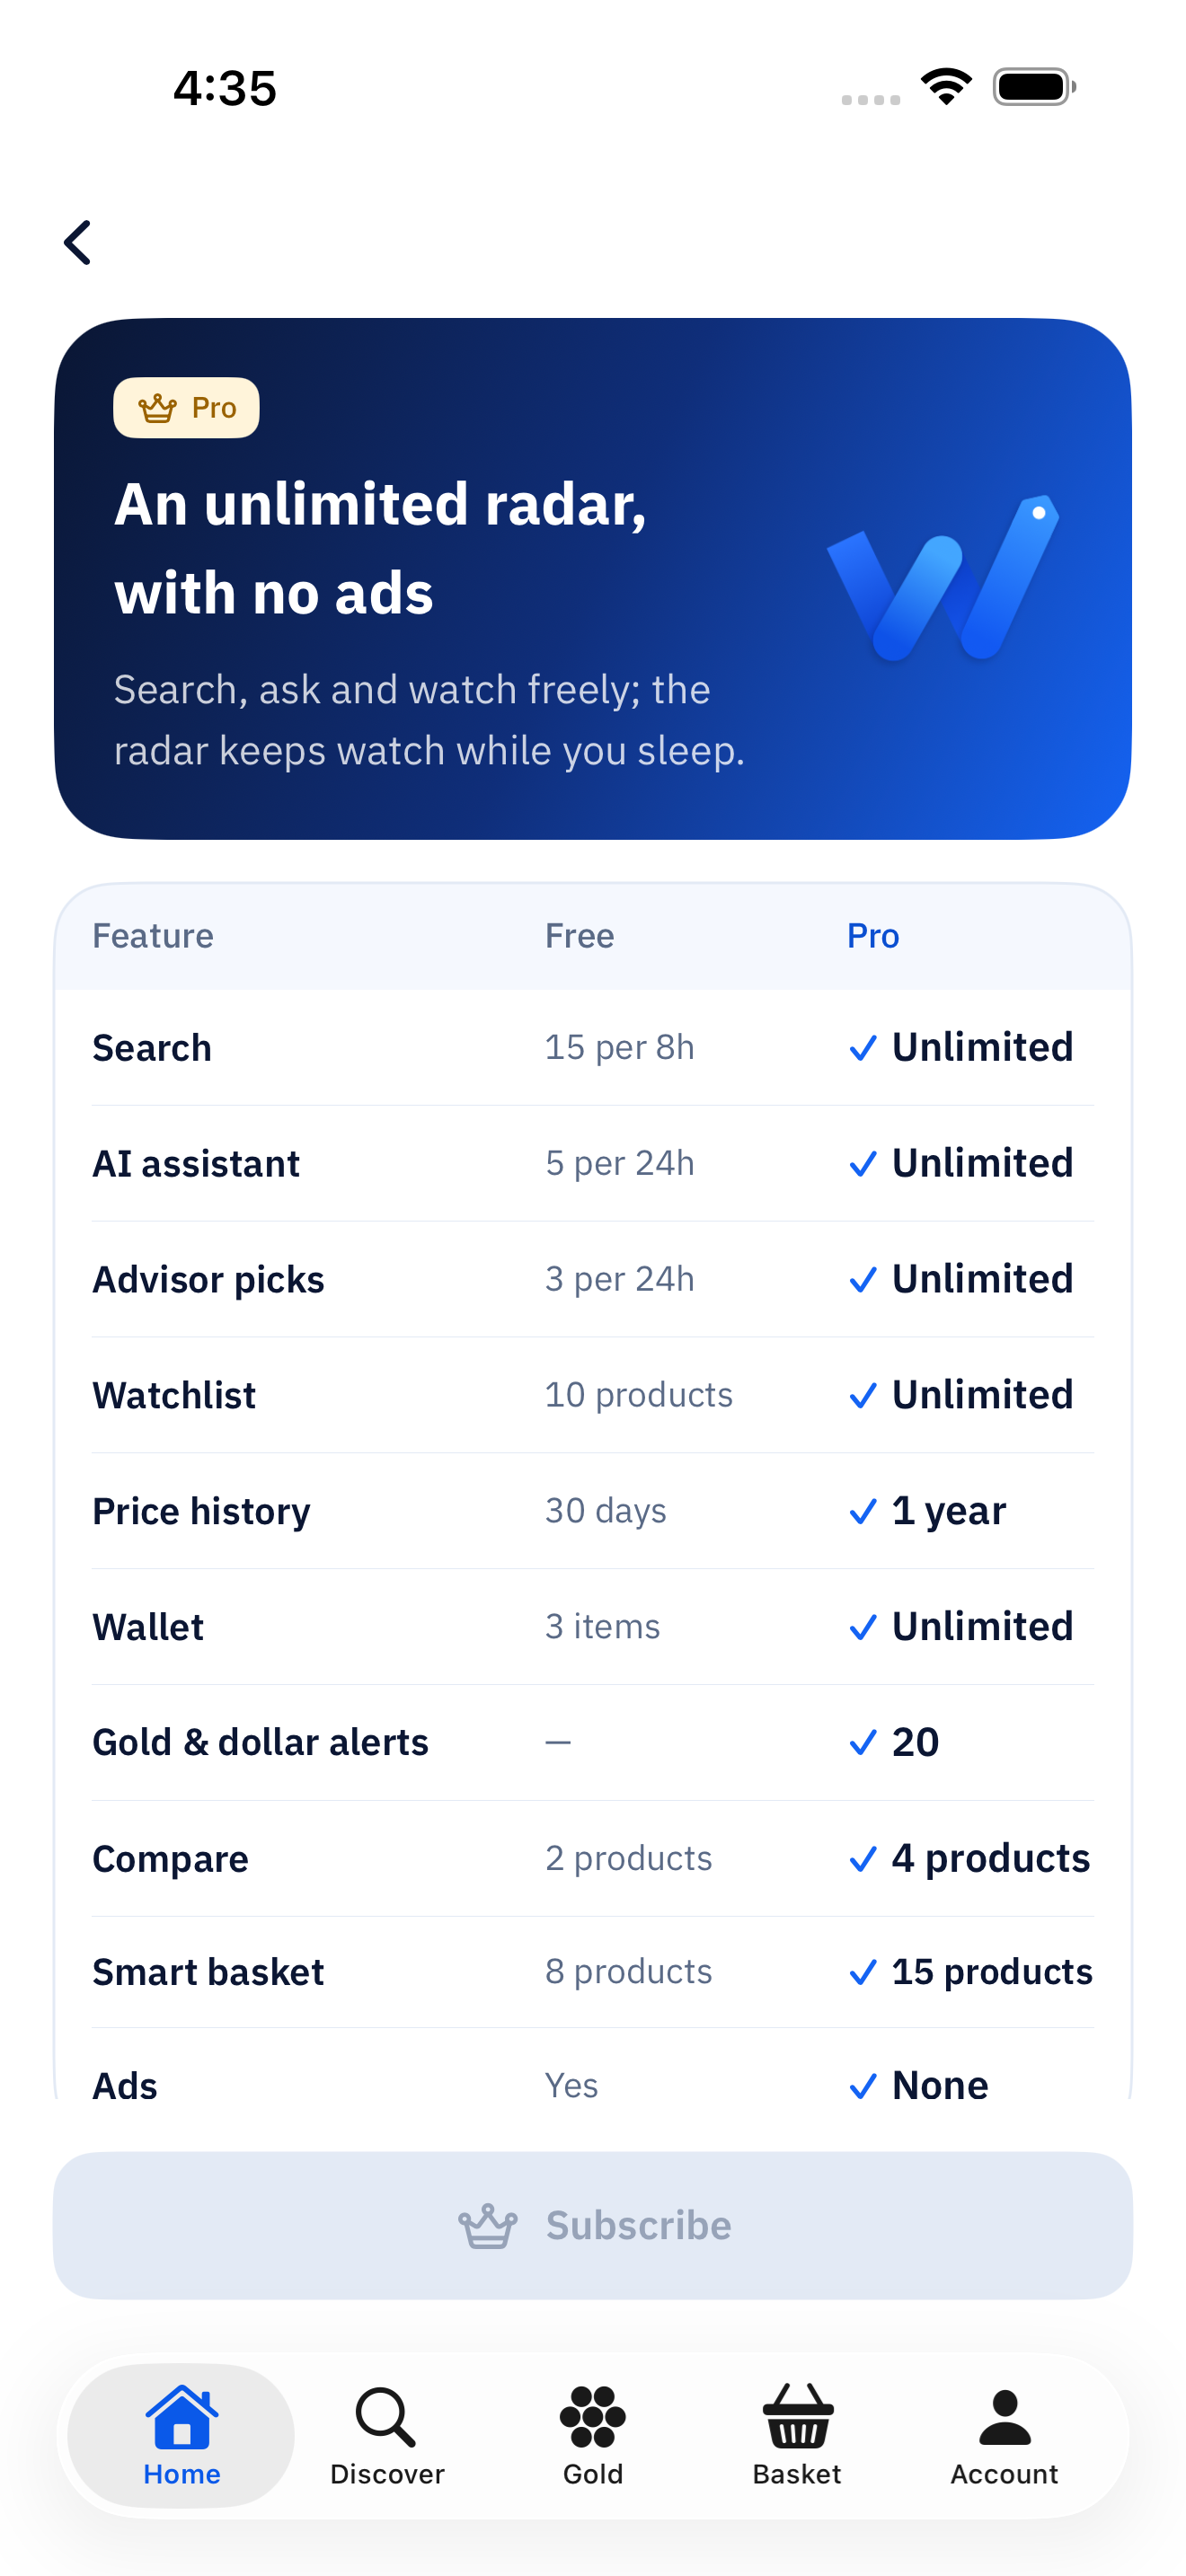 4:35
Pro
An unlimited radar,
with no ads
Search, ask and watch freely; the
radar keeps watch while you sleep.
Feature Free Pro
Search 15 per 8h Unlimited
AI assistant 5 per 24h Unlimited
Advisor picks 3 per 24h Unlimited
Watchlist 10 products Unlimited
Price history 30 days 1 year
Wallet 3 items Unlimited
Gold & dollar alerts — 20
Compare 2 products 4 products
Smart basket 8 products 15 products
Ads Yes None
Subscribe
Home Discover Gold Basket Account